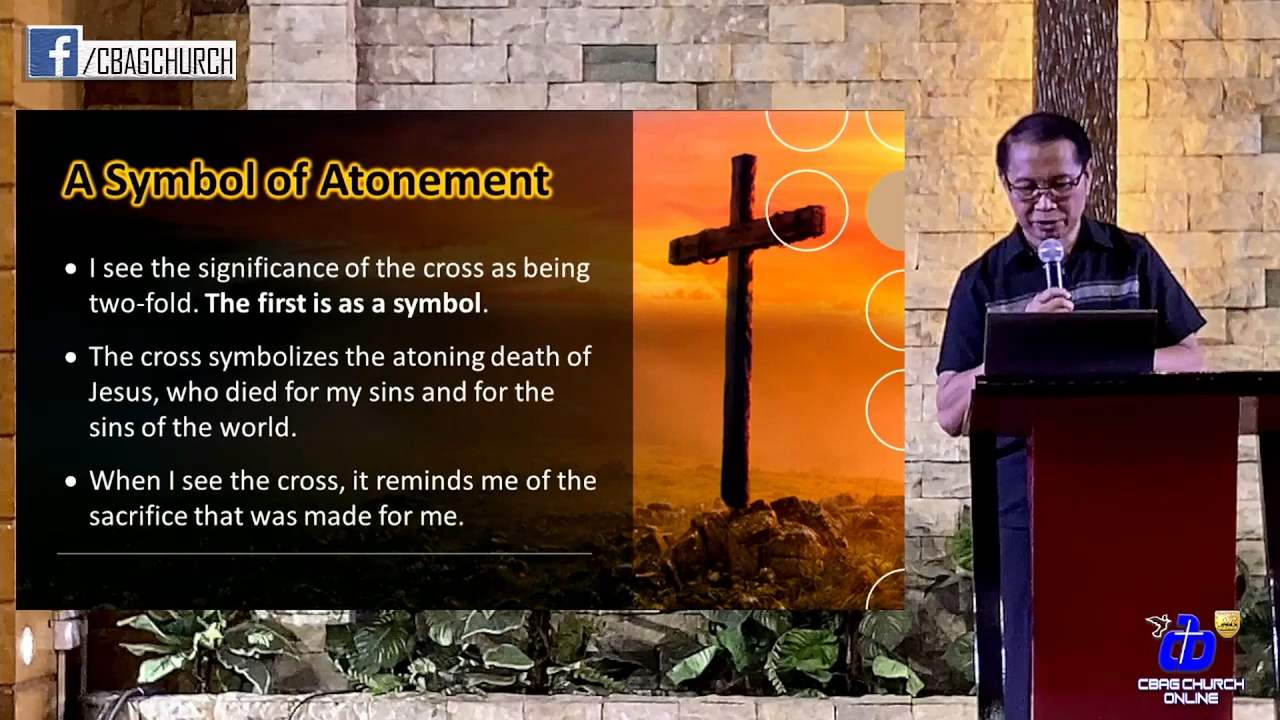 f/CBAGCHURCH
A Symbol of Atonement
• I see the significance of the cross as being
two-fold. The first is as a symbol.
• The cross symbolizes the atoning death of
Jesus, who died for my sins and for the
sins of the world.
• When I see the cross, it reminds me of the
sacrifice that was made for me.
CBAG CHURCH
ONLINE